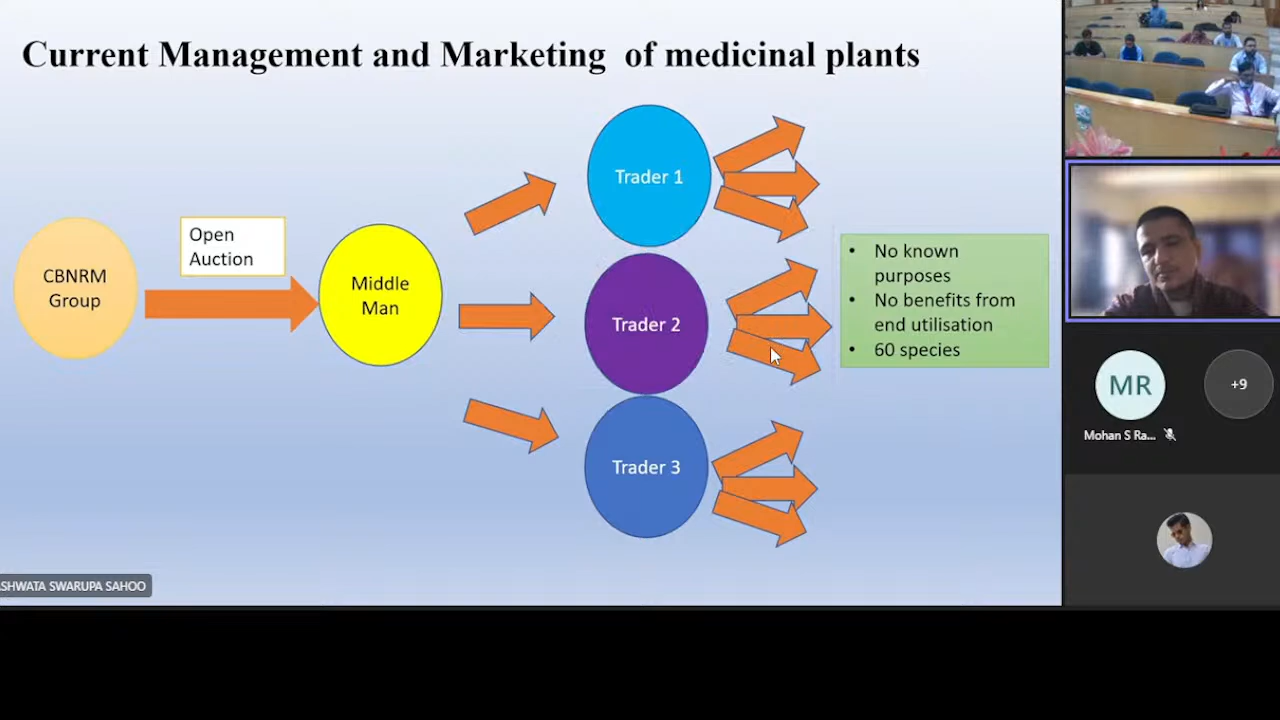 Current Management and Marketing of medicinal plants
CBNRM
Group
Open
Auction
Middle
Man
Trader 1
Trader 2
Trader 3
• No known
purposes
• No benefits from
end utilisation
• 60 species
MR
+9
Mohan S Ra...
SHWATA SWARUPA SAHOO